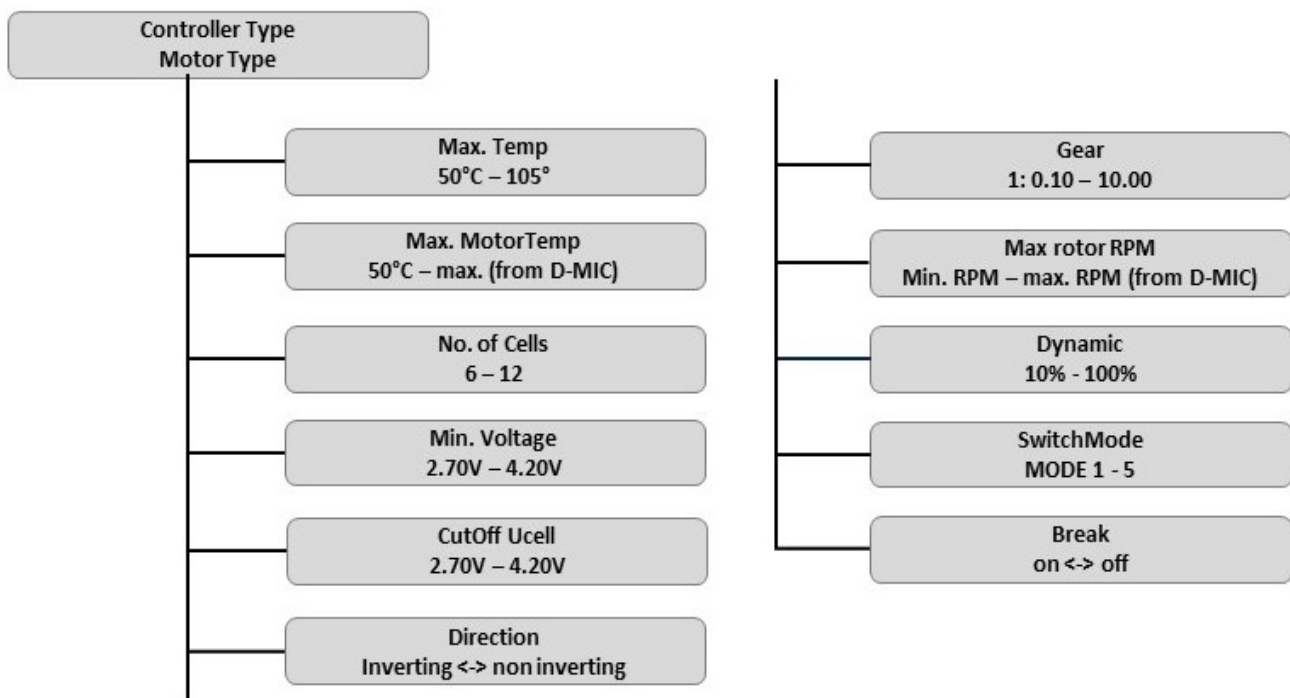 Controller Type
Motor Type
Max. Temp
50°C – 105°
Max. MotorTemp
50°C – max. (from D-MIC)
No. of Cells
6 – 12
Min. Voltage
2.70V – 4.20V
CutOff Ucell
2.70V – 4.20V
Direction
Inverting <-> non inverting
Gear
1: 0.10 – 10.00
Max rotor RPM
Min. RPM – max. RPM (from D-MIC)
Dynamic
10% - 100%
SwitchMode
MODE 1 - 5
Break
on <-> off